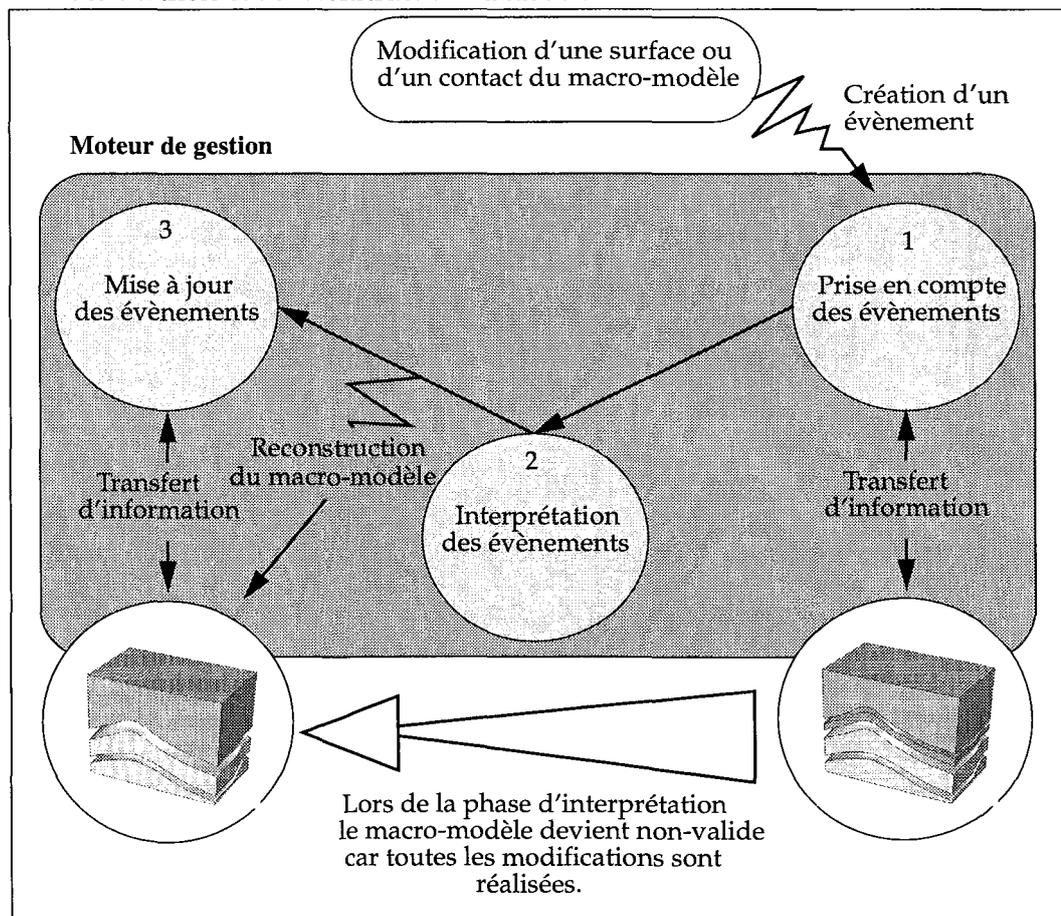 Modification d'une surface ou
d'un contact du macro-modèle
Création d'un
évènement
Moteur de gestion
3
Mise à jour
des évènements
1
Prise en compte
des évènements
Reconstruction
du macro-modèle
2
Interprétation
des évènements
Transfert
d'information
Transfert
d'information
Lors de la phase d'interprétation
le macro-modèle devient non-valide
car toutes les modifications sont
réalisées.